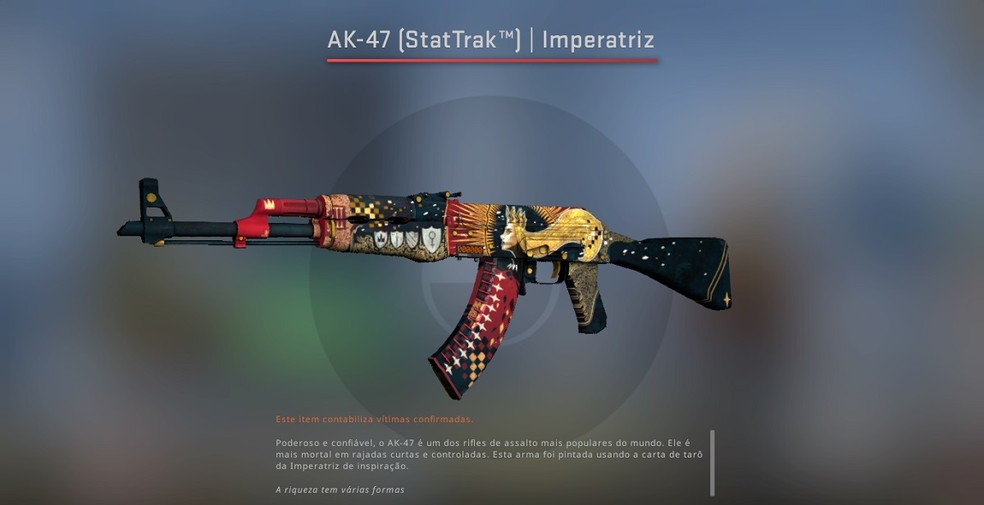 AK-47 (StatTrak™) | Imperatriz
Este item contabiliza vítimas confirmadas.
Poderoso e confiável, o AK-47 é um dos rifles de assalto mais populares do mundo. Ele é
mais mortal em rajadas curtas e controladas. Esta arma foi pintada usando a carta de tarô
da Imperatriz de inspiração.
A riqueza tem várias formas